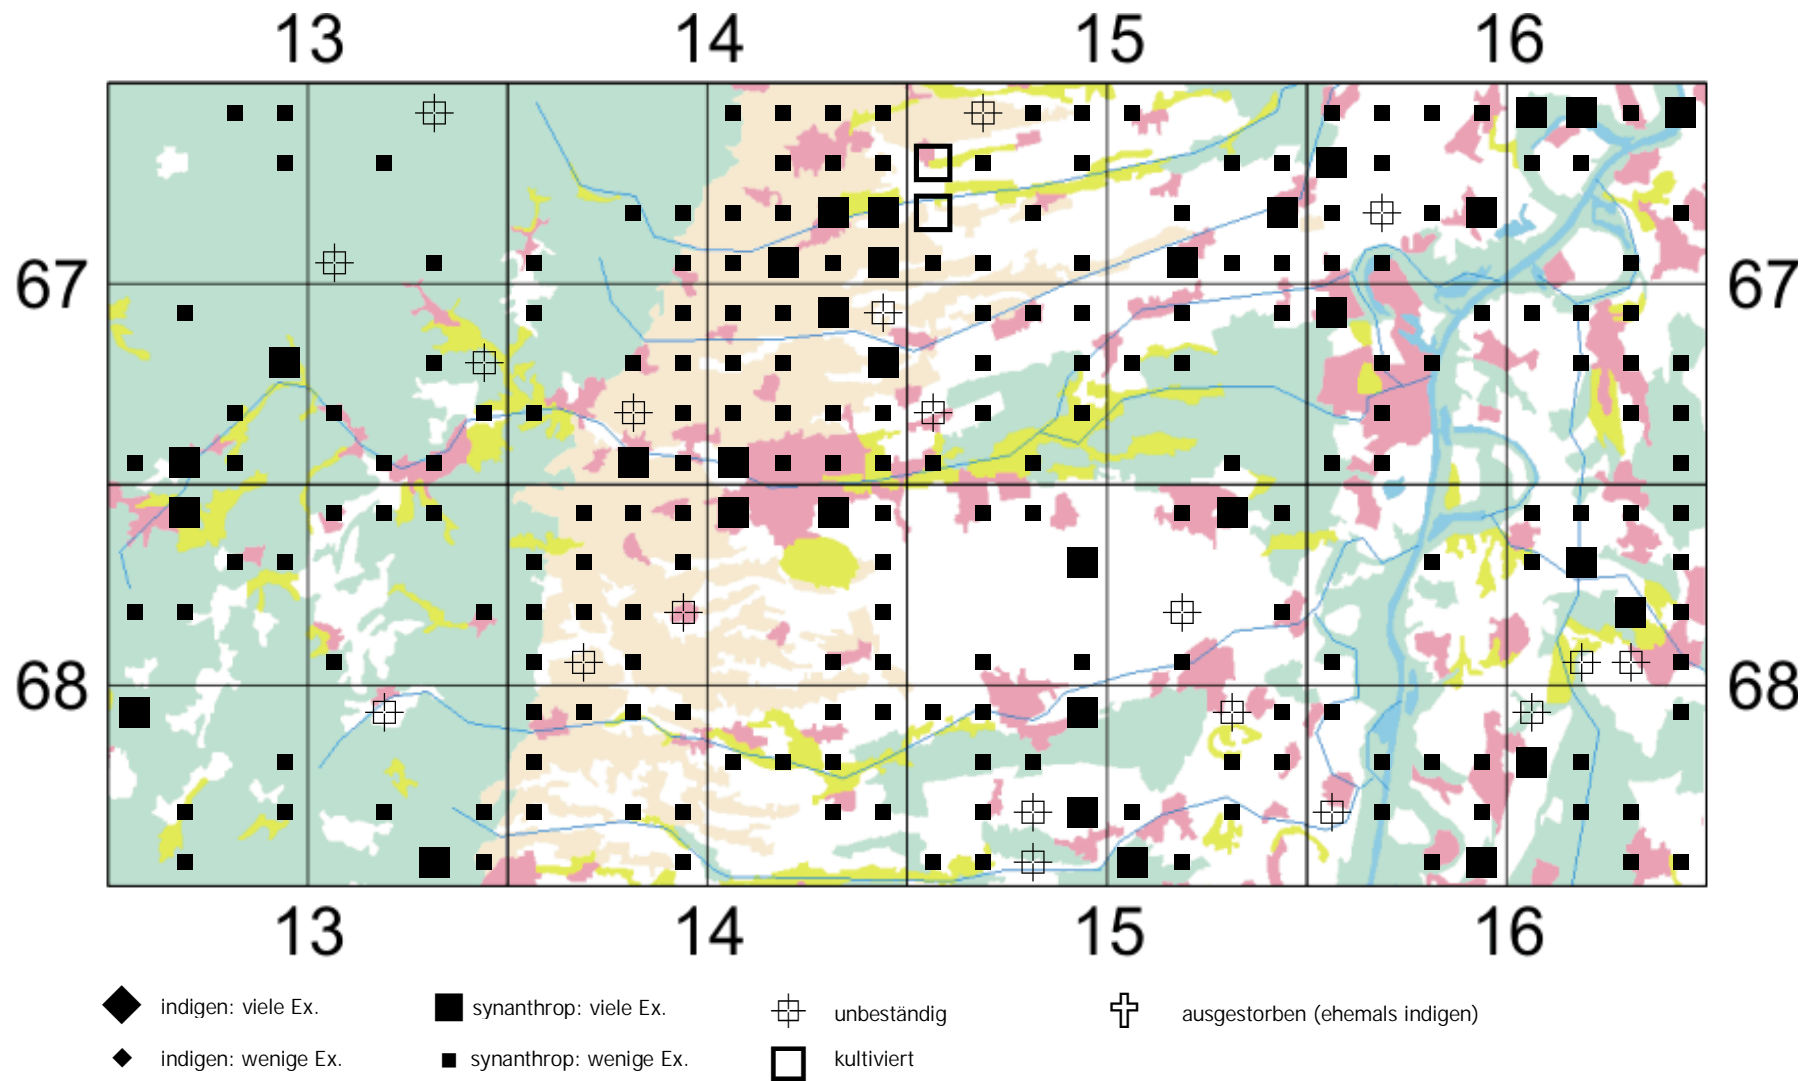 13 14 15 16
67 67
68 68
13 14 15 16
indigen: viele Ex. synanthrop: viele Ex. unbeständig ausgestorben (ehemals indigen)
indigen: wenige Ex. synanthrop: wenige Ex. kultiviert